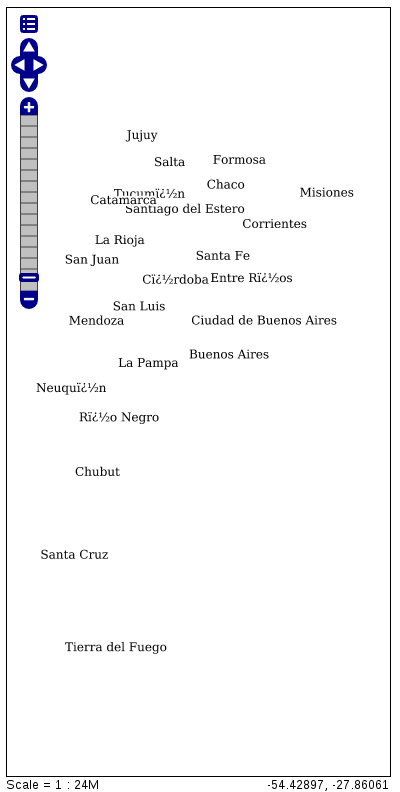 Jujuy
Salta
Formosa
Chaco
Misiones
Tucumï¿½n
Catamarca
Santiago del Estero
Corrientes
La Rioja
San Juan
Santa Fe
Cï¿½rdoba
Entre Rï¿½os
San Luis
Mendoza
Ciudad de Buenos Aires
Buenos Aires
La Pampa
Neuquï¿½n
Rï¿½o Negro
Chubut
Santa Cruz
Tierra del Fuego
Scale = 1 : 24M
-54.42897, -27.86061